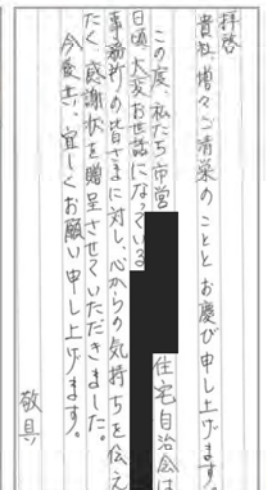 拝啓
貴社、増々ご清栄のこととお慶び申し上げます。
この度、私たち市営 住宅自治会は
日頃、大変お世話になっている
事務所の皆さまに対し、心からの気持ちを伝え
たく、感謝状を贈呈させていただきました。
今後共、宜しくお願い申し上げます。
敬具